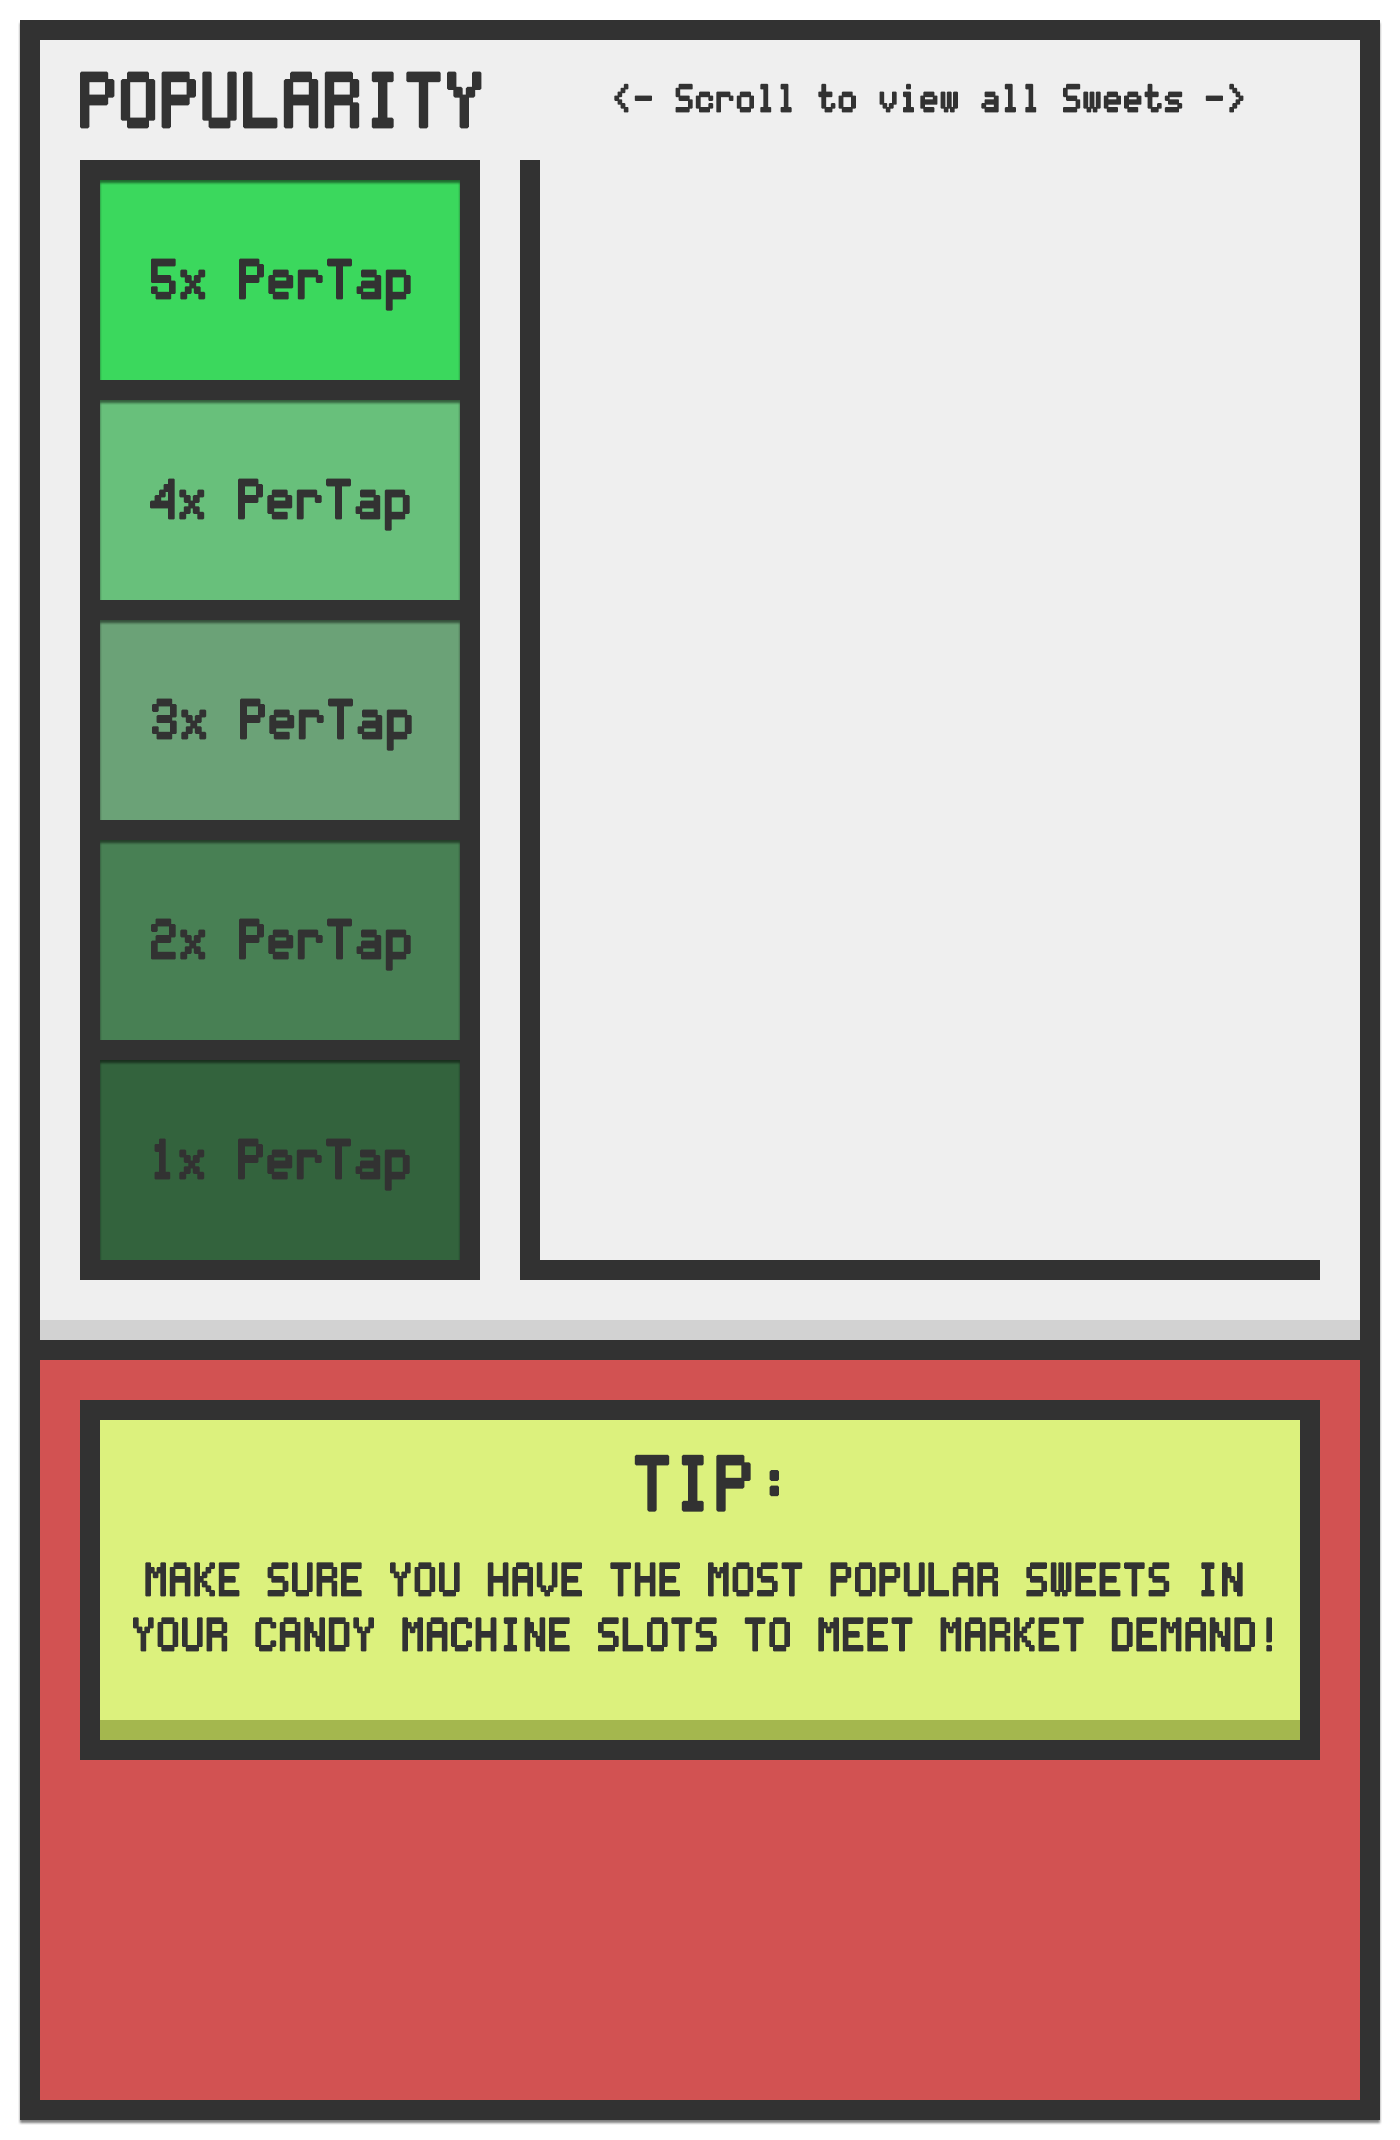 POPULARITY
<- Scroll to view all Sweets ->
5x PerTap
4x PerTap
3x PerTap
2x PerTap
1x PerTap
TIP:
MAKE SURE YOU HAVE THE MOST POPULAR SWEETS IN
YOUR CANDY MACHINE SLOTS TO MEET MARKET DEMAND!